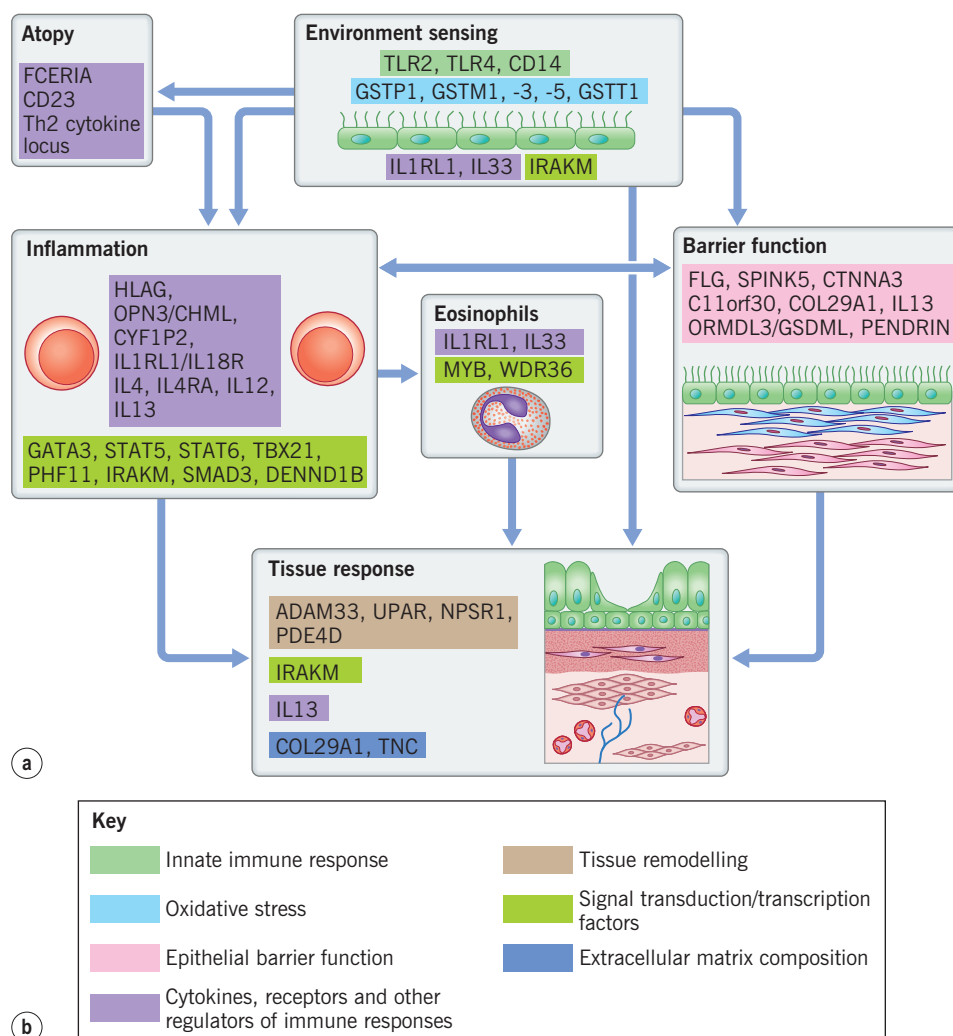 Atopy
FCERIA
CD23
Th2 cytokine
locus
Environment sensing
TLR2, TLR4, CD14
GSTP1, GSTM1, -3, -5, GSTT1
IL1RL1, IL33
IRAKM
Inflammation
HLAG,
OPN3/CHML,
CYF1P2,
IL1RL1/IL18R
IL4, IL4RA, IL12,
IL13
GATA3, STAT5, STAT6, TBX21,
PHF11, IRAKM, SMAD3, DENND1B
Eosinophils
IL1RL1, IL33
MYB, WDR36
Barrier function
FLG, SPINK5, CTNNA3
C11orf30, COL29A1, IL13
ORMDL3/GSDML, PENDRIN
Tissue response
ADAM33, UPAR, NPSR1,
PDE4D
IRAKM
IL13
COL29A1, TNC
a
Key
Innate immune response
Oxidative stress
Epithelial barrier function
Cytokines, receptors and other
regulators of immune responses
Tissue remodelling
Signal transduction/transcription
factors
Extracellular matrix composition
b